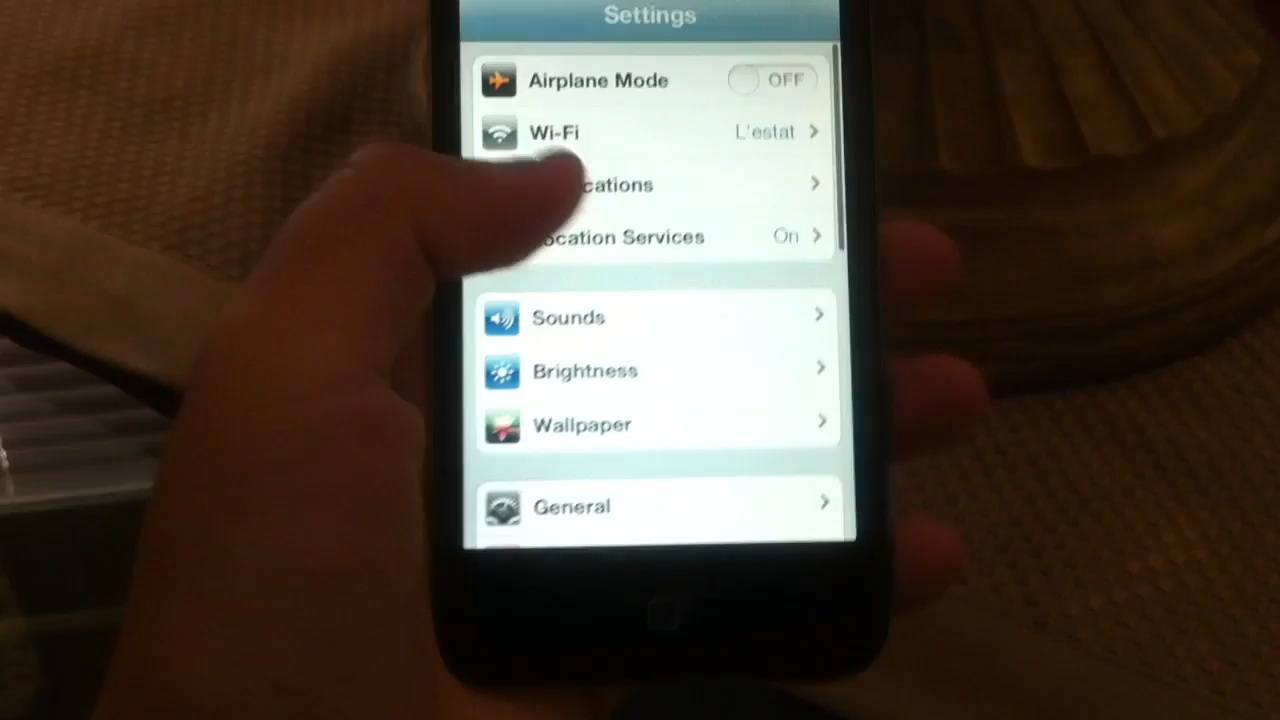 Settings
Airplane Mode OFF
Wi-Fi L'estat
cations
ocation Services On
Sounds
Brightness
Wallpaper
General